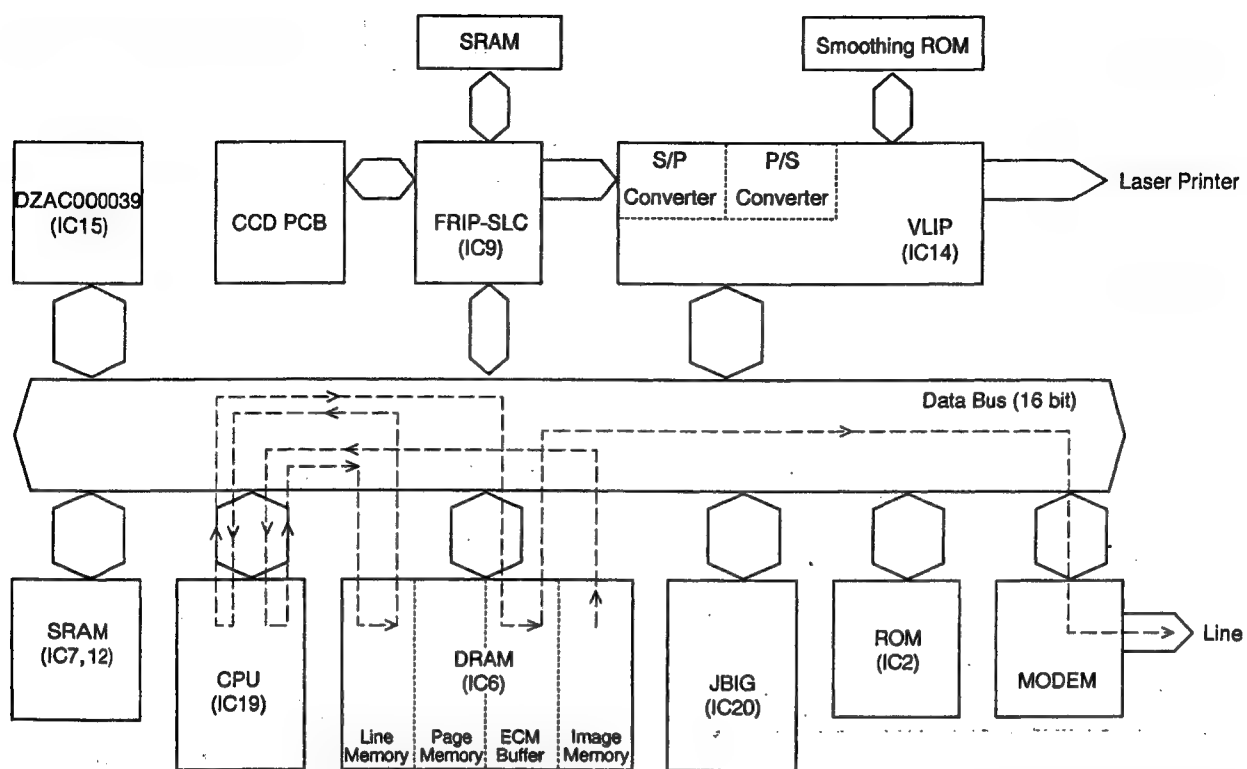 SRAM
Smoothing ROM
DZAC000039
(IC15)
CCD PCB
FRIP-SLC
(IC9)
S/P
Converter
P/S
Converter
VLIP
(IC14)
Laser Printer
Data Bus (16 bit)
SRAM
(IC7,12)
CPU
(IC19)
DRAM
(IC6)
Line
Memory
Page
Memory
ECM
Buffer
Image
Memory
JBIG
(IC20)
ROM
(IC2)
MODEM
Line